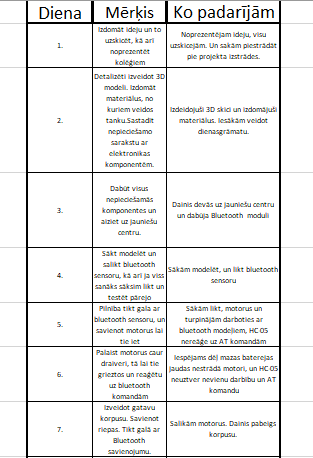 Diena Mērķis Ko padarījām
1.
Izdomāt ideju un to
uzskicēt, kā arī
noprezentēt
kolēģiem
Noprezentējam ideju, visu
uzskicejām. Un sakām piestrādāt
pie projekta izstrādes.
2.
Detalizēti izveidot 3D
modeli. Izdomāt
materiālus, no
kuriem veidos
tanku.Sastadīt
nepieciešamo
sarakstu ar
elektronikas
komponentēm.
Izdeidojuši 3D skici un izdomājuši
materiālus. Iesākām veidot
dienasgrāmatu.
3.
Dabūt visus
nepieciešamās
komponentes un
aiziet uz jauniešu
centru.
Dainis devās uz jauniešu centru
un dabūja Bluetooth moduli
4.
Sākt modelēt un
salikt bluetooth
sensoru, kā arī ja viss
sanāks sāksim likt un
testēt pārejo
Sākām modelēt, un likt bluetooth
sensoru
5.
Pilnība tikt gala ar
bluetooth sensoru, un
savienot motorus lai
tie iet
Sākām likt, motorus un
turpinājām darboties ar
bluetooth modeļiem, HC 05
nereāģe uz AT komandām
6.
Palaist motorus caur
draiveri, tā lai tie
grieztos un reaģētu
uz bluetooth
komandām
Iespējams dēļ mazas baterejas
jaudas nestrādā motori, un HC 05
neuztver nevienu darbību un AT
komandu
7.
Izveidot gatavu
korpusu. Savienot
riepas. Tikt galā ar
Bluetooth
savienojumu.
Salikām motorus. Dainis pabeigs
korpusu.